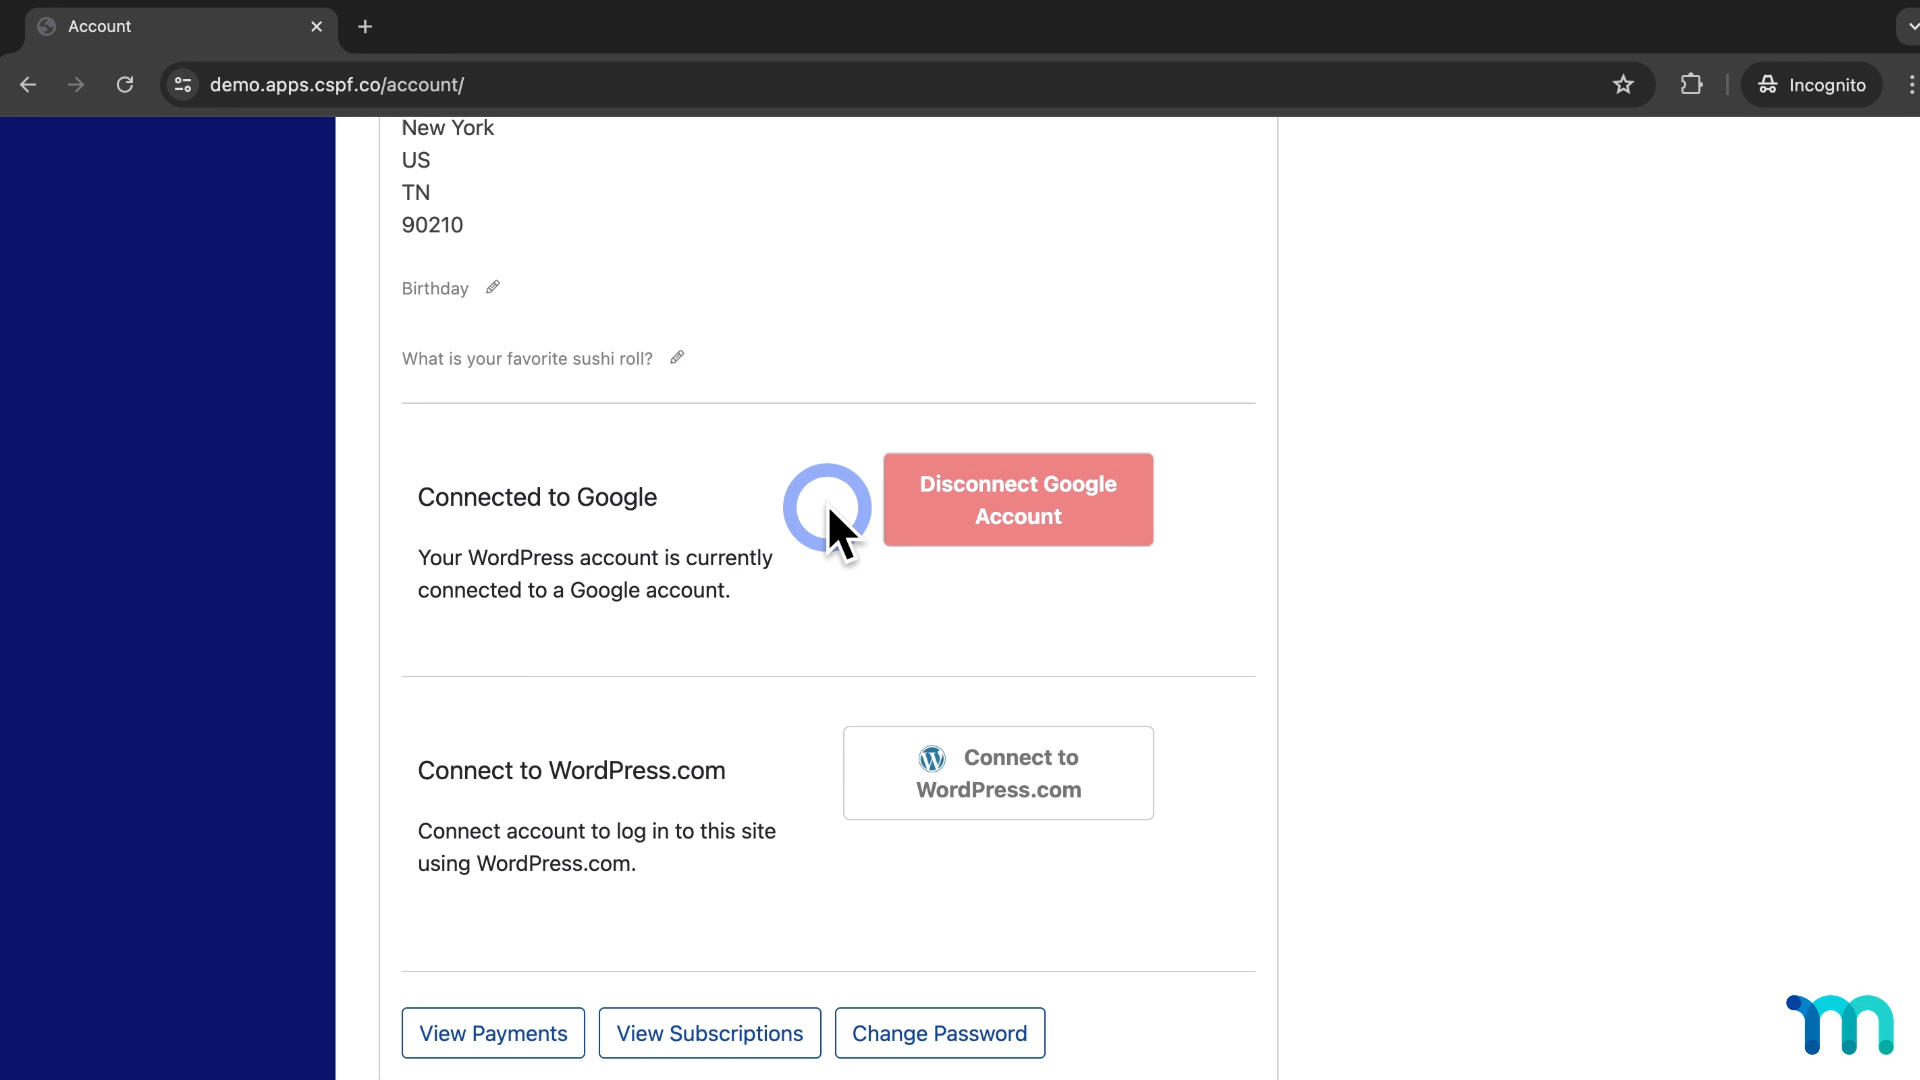 Account
demo.apps.cspf.co/account/
Incognito
New York
US
TN
90210
Birthday
What is your favorite sushi roll?
Connected to Google
Disconnect Google
Account
Your WordPress account is currently
connected to a Google account.
Connect to WordPress.com
Connect to
WordPress.com
Connect account to log in to this site
using WordPress.com.
View Payments
View Subscriptions
Change Password